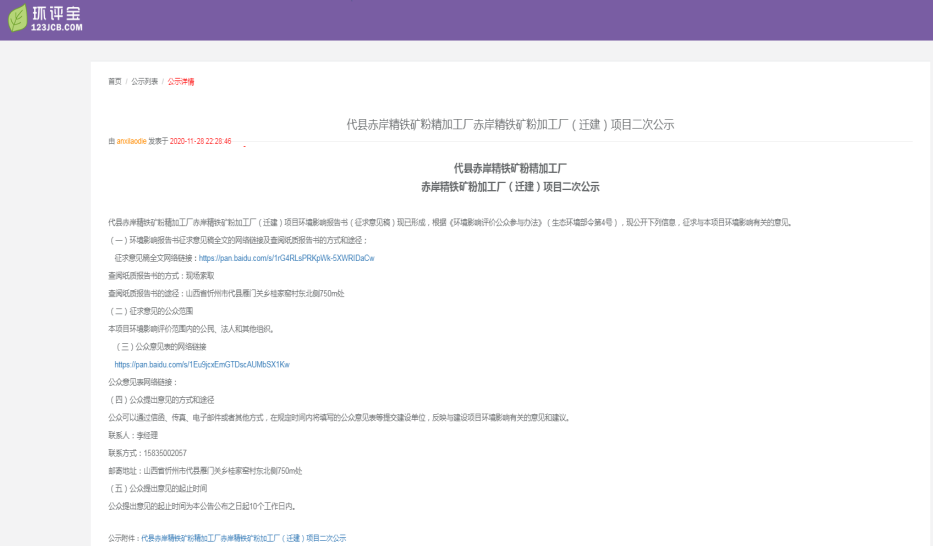 环评宝
123JCB.COM
首页 / 公示列表 / 公示详情
代县赤岸精铁矿粉精加工厂赤岸精铁矿粉加工厂（迁建）项目二次公示
由 anxiaodie 发表于 2020-11-28 22:28:46
代县赤岸精铁矿粉精加工厂
赤岸精铁矿粉加工厂（迁建）项目二次公示
代县赤岸精铁矿粉精加工厂赤岸精铁矿粉加工厂（迁建）项目环境影响报告书（征求意见稿）现已形成，根据《环境影响评价公众参与办法》（生态环境部令第4号），现公开下列信息，征求与本项目环境影响有关的意见。
（一）环境影响报告书征求意见稿全文的网络链接及查阅纸质报告书的方式和途径：
征求意见稿全文网络链接：https://pan.baidu.com/s/1rG4RLsPRKpWk-5XWRIDaCw
查阅纸质报告书的方式：现场索取
查阅纸质报告书的途径：山西省忻州市代县雁门关乡桂家窑村东北侧750m处
（二）征求意见的公众范围
本项目环境影响评价范围内的公民、法人和其他组织。
（三）公众意见表的网络链接
https://pan.baidu.com/s/1Eu9jcxEmGTDscAUMbSX1Kw
公众意见表网络链接：
（四）公众提出意见的方式和途径
公众可以通过信函、传真、电子邮件或者其他方式，在规定时间内将填写的公众意见表等提交建设单位，反映与建设项目环境影响有关的意见和建议。
联系人：李经理
联系方式：15835002057
邮寄地址：山西省忻州市代县雁门关乡桂家窑村东北侧750m处
（五）公众提出意见的起止时间
公众提出意见的起止时间为本公告公布之日起10个工作日内。
公示附件：代县赤岸精铁矿粉精加工厂赤岸精铁矿粉加工厂（迁建）项目二次公示